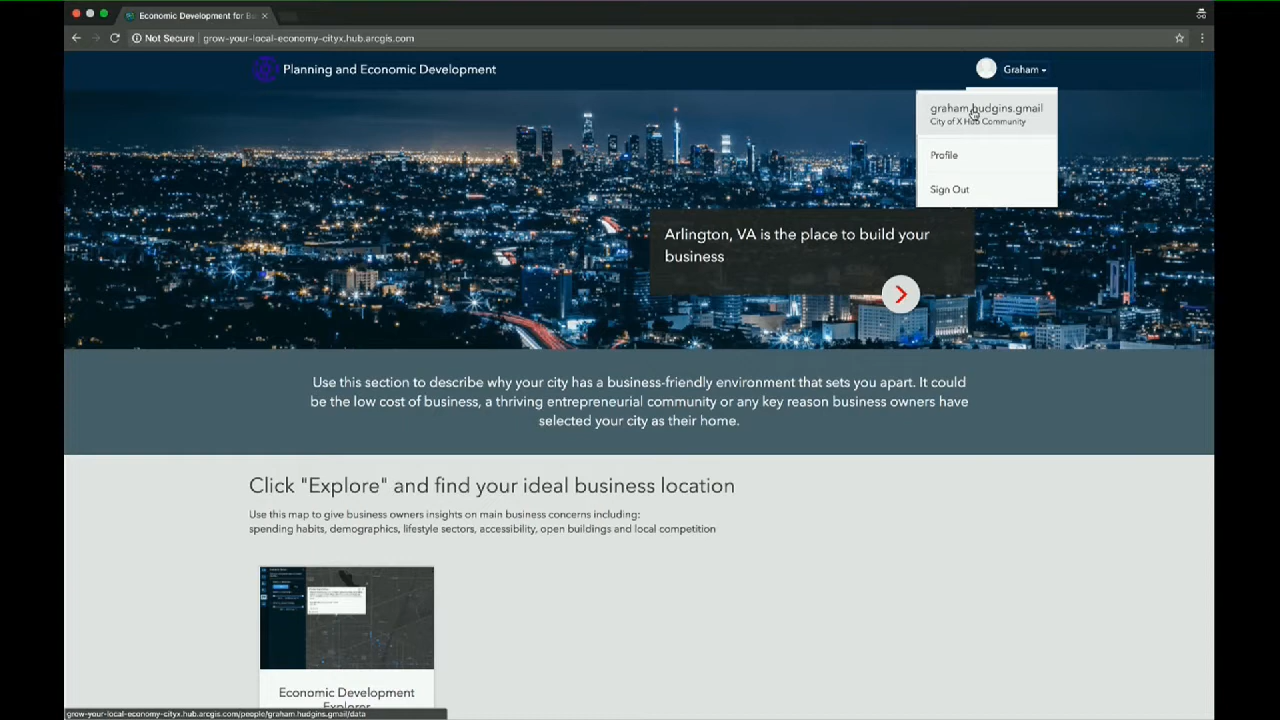 Economic Development for Bu
Not Secure | grow-your-local-economy-cityx.hub.arcgis.com
Planning and Economic Development
Graham
graham.hudgins.gmail
City of X Hub Community
Profile
Sign Out
Arlington, VA is the place to build your
business
Use this section to describe why your city has a business-friendly environment that sets you apart. It could
be the low cost of business, a thriving entrepreneurial community or any key reason business owners have
selected your city as their home.
Click "Explore" and find your ideal business location
Use this map to give business owners insights on main business concerns including:
spending habits, demographics, lifestyle sectors, accessibility, open buildings and local competition
Economic Development
Explorer
grow-your-local-economy-cityx.hub.arcgis.com/people/graham.hudgins.gmail/data